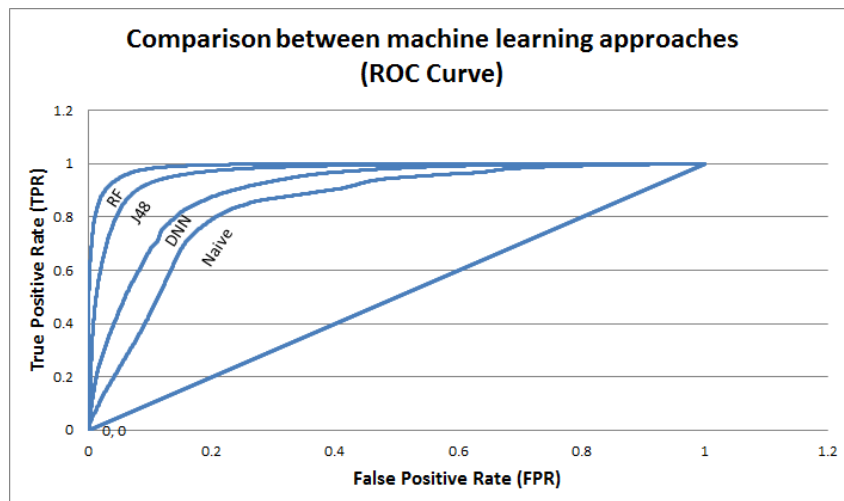 Comparison between machine learning approaches
(ROC Curve)
True Positive Rate (TPR)
1.2
1
0.8
0.6
0.4
0.2
0
RF
J48
DNN
Naive
0, 0
0
0.2
0.4
0.6
0.8
1
1.2
False Positive Rate (FPR)